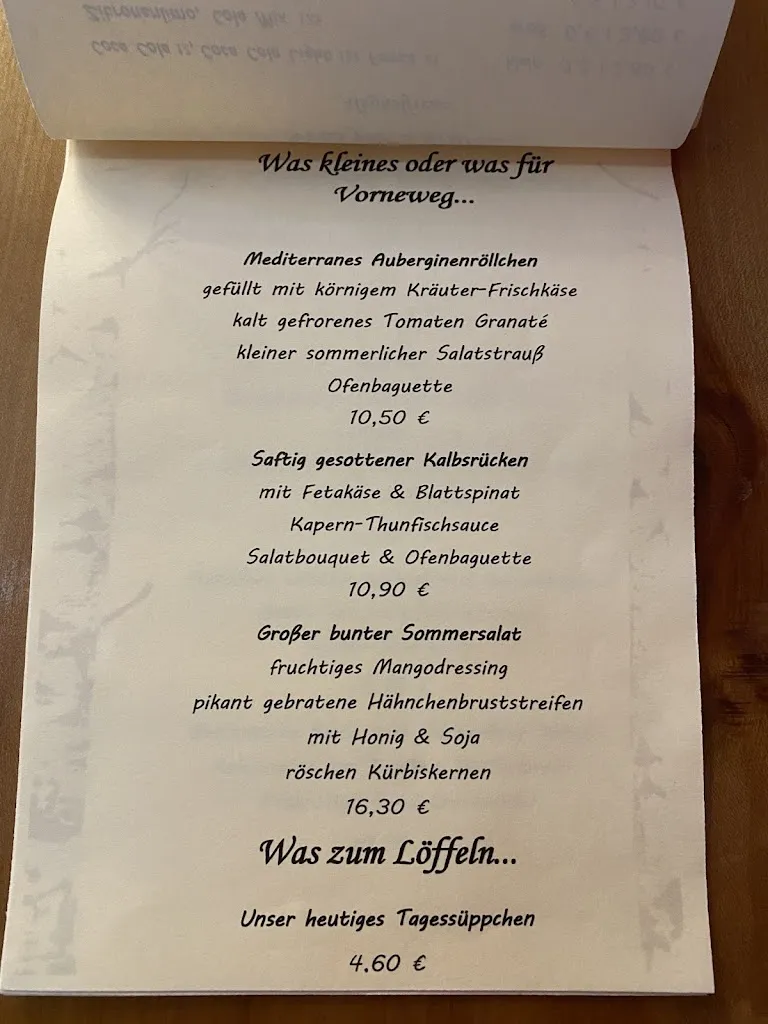 Was kleines oder was für
Vorneweg...
Mediterranes Auberginenröllchen
gefüllt mit körnigem Kräuter-Frischkäse
kalt gefrorenes Tomaten Granaté
kleiner sommerlicher Salatstrauß
Ofenbaguette
10,50 €
Saftig gesottener Kalbsrücken
mit Fetakäse & Blattspinat
Kapern-Thunfischsauce
Salatbouquet & Ofenbaguette
10,90 €
Großer bunter Sommersalat
fruchtiges Mangodressing
pikant gebratene Hähnchenbruststreifen
mit Honig & Soja
röschen Kürbiskernen
16,30 €
Was zum Löffeln...
Unser heutiges Tagessüppchen
4.60 €